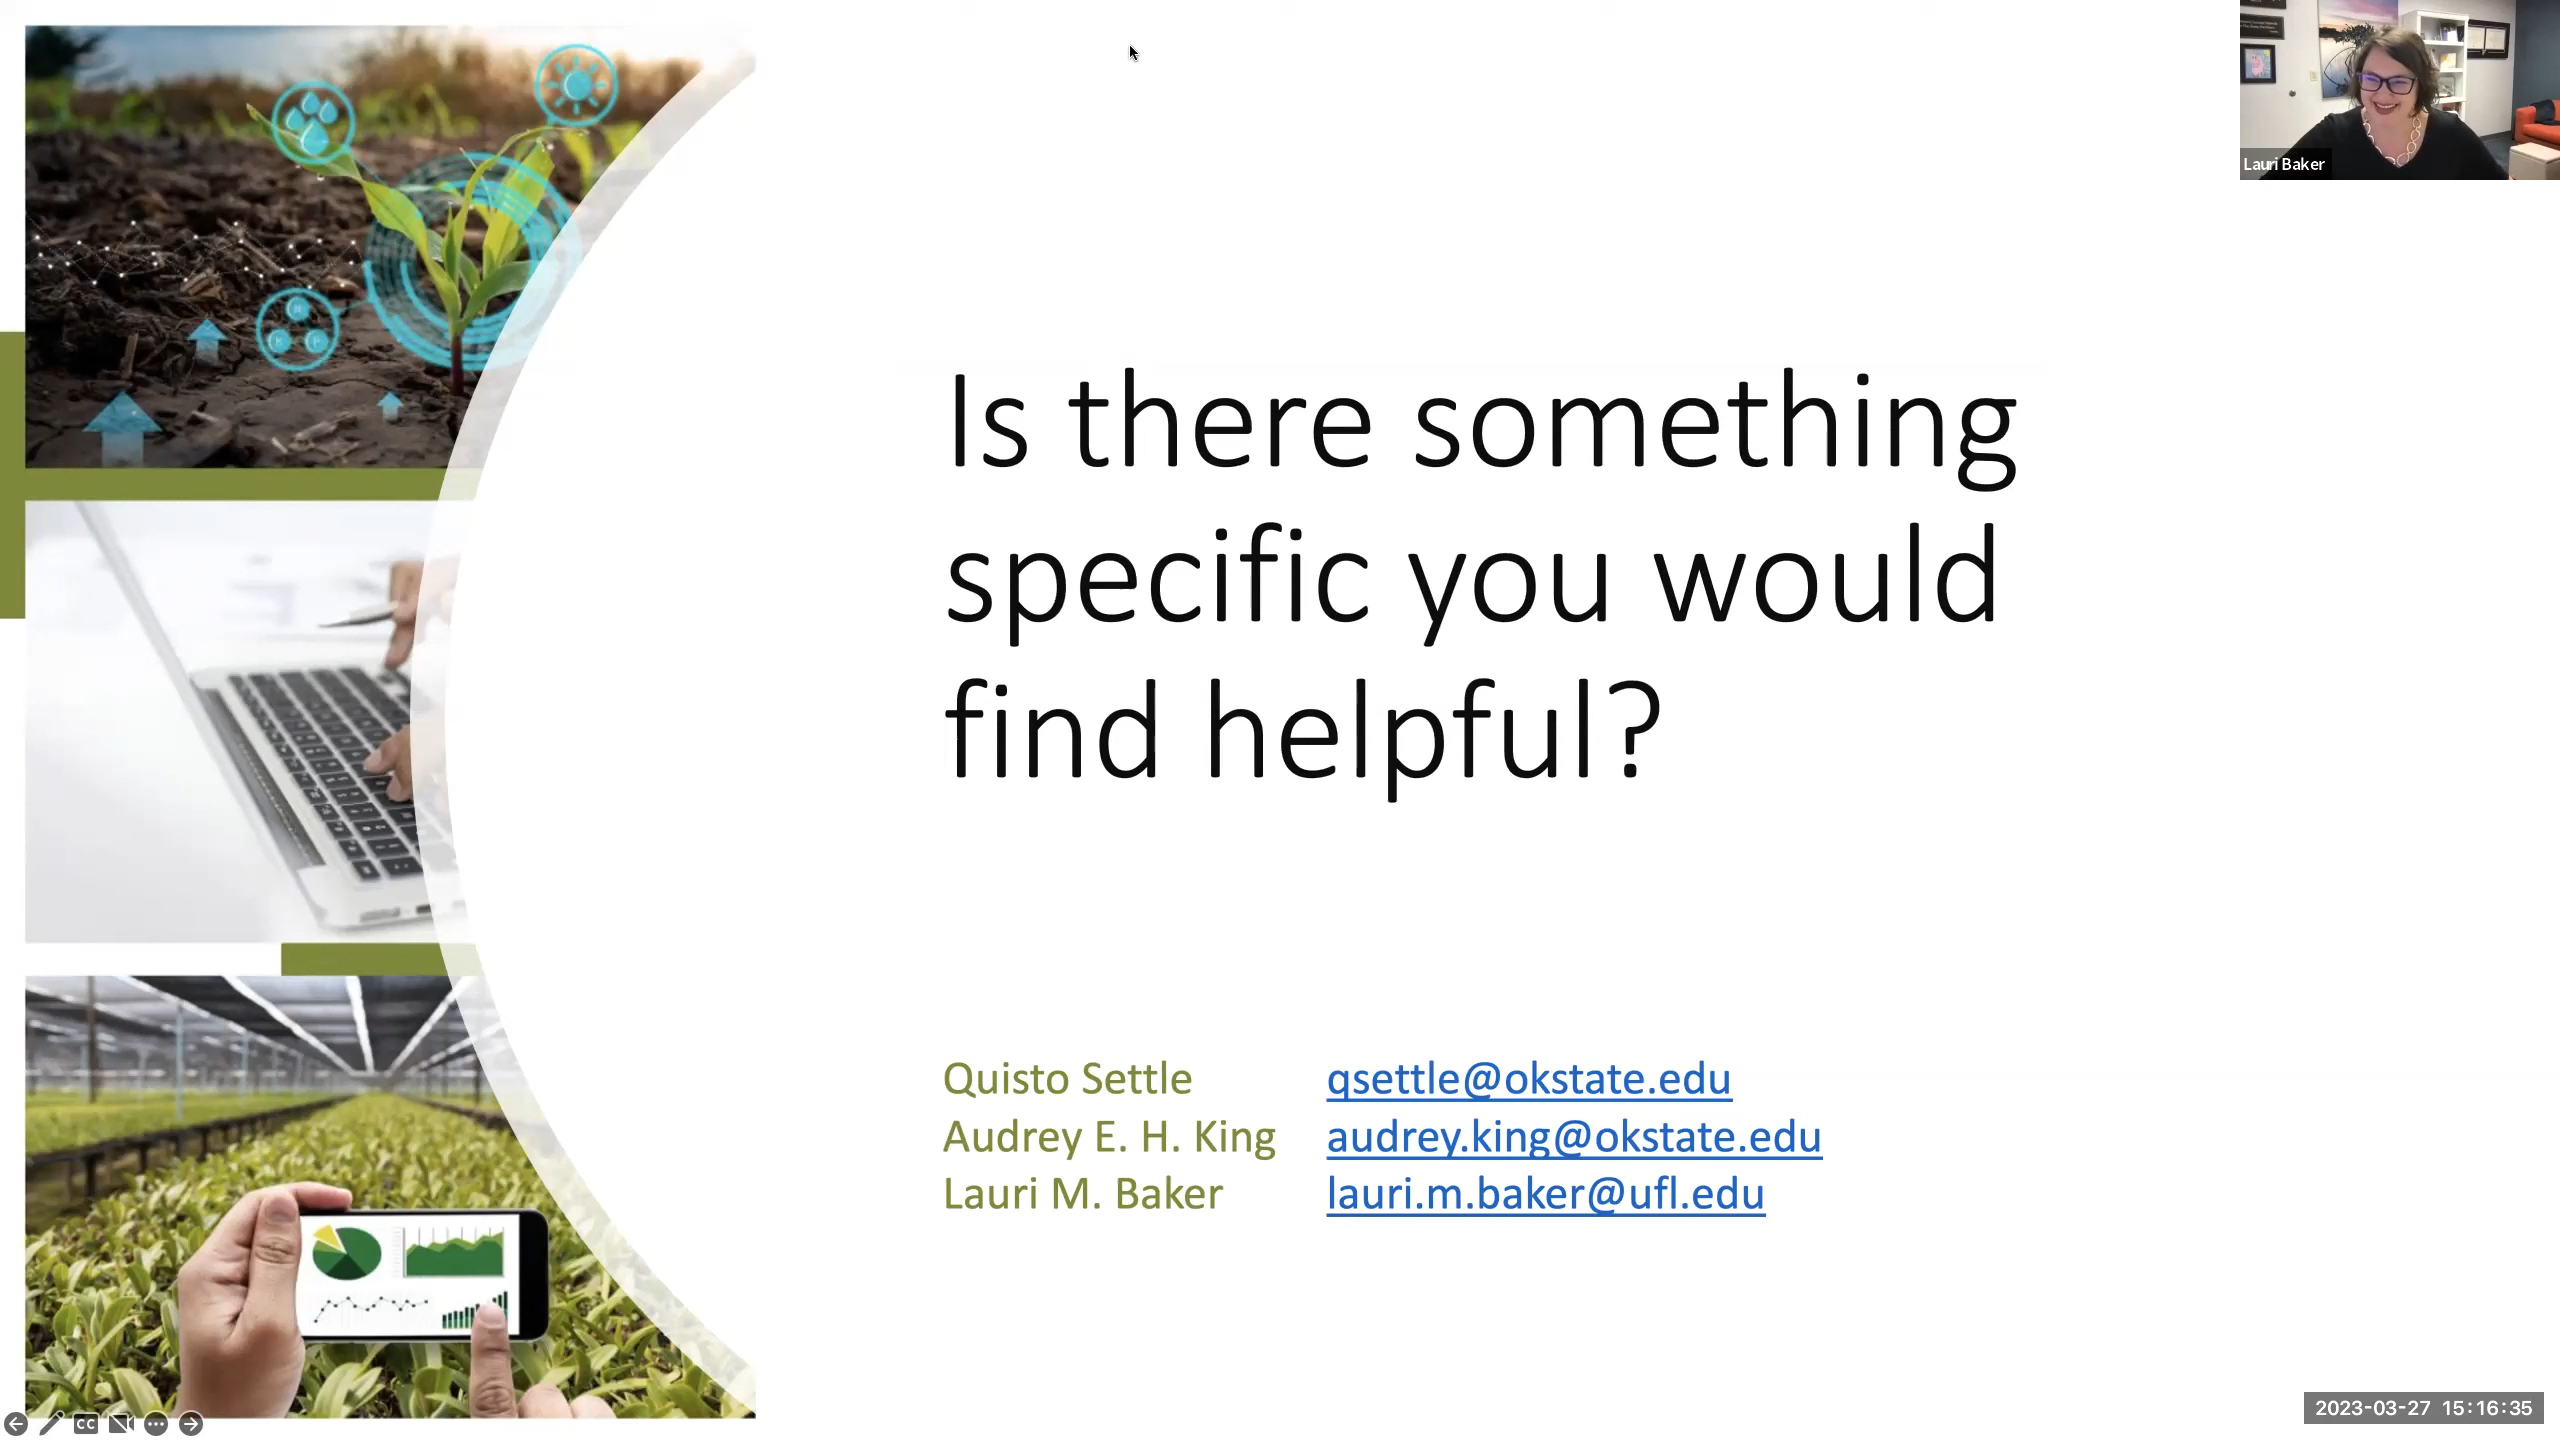 Lauri Baker
Is there something
specific you would
find helpful?
Quisto Settle qsettle@okstate.edu
Audrey E. H. King audrey.king@okstate.edu
Lauri M. Baker lauri.m.baker@ufl.edu
CC
2023-03-27 15:16:35